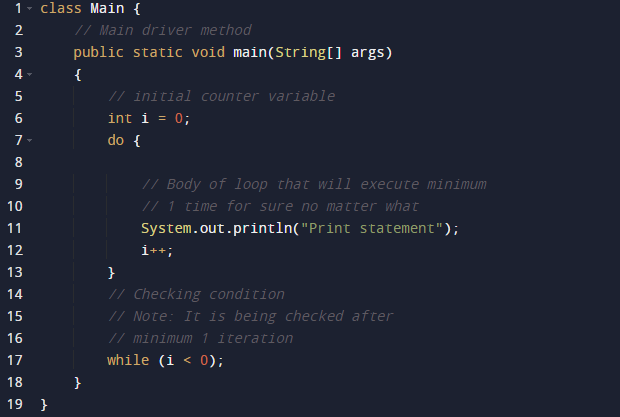 1 class Main {
2 // Main driver method
3 public static void main(String[] args)
4 {
5 // initial counter variable
6 int i = 0;
7 do {
8
9 // Body of loop that will execute minimum
10 // 1 time for sure no matter what
11 System.out.println("Print statement");
12 i++;
13 }
14 // Checking condition
15 // Note: It is being checked after
16 // minimum 1 iteration
17 while (i < 0);
18 }
19 }